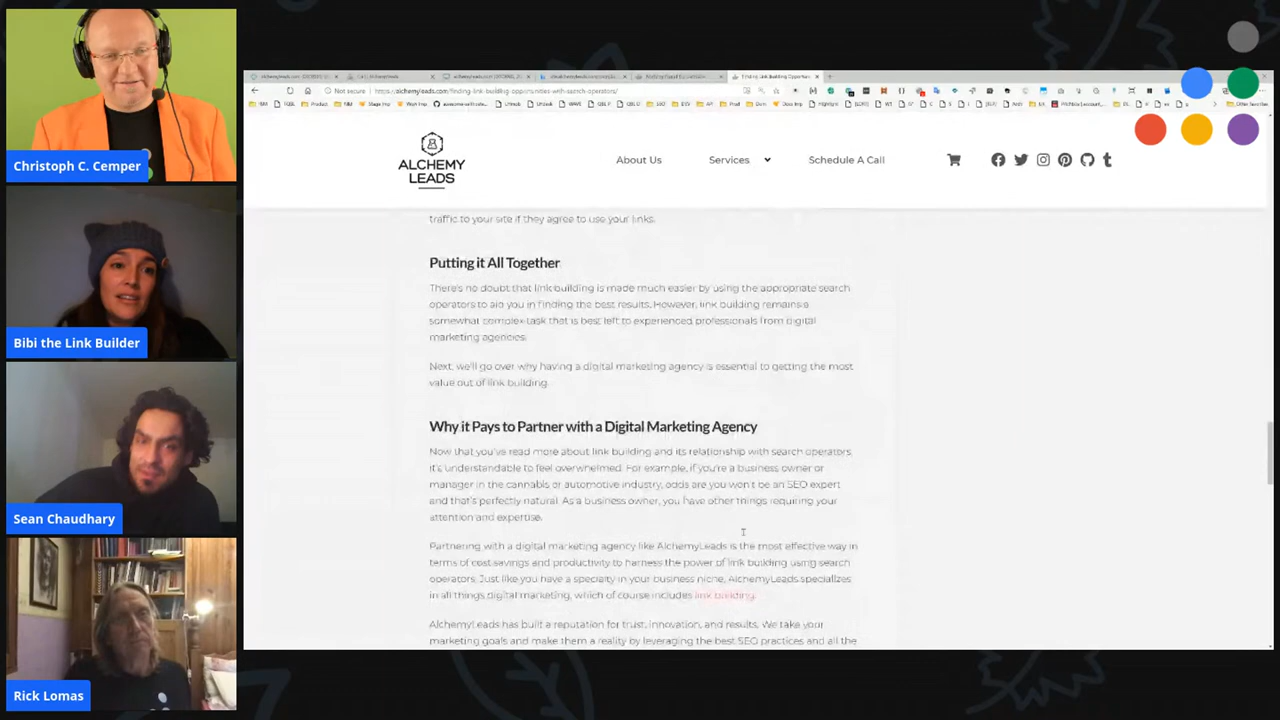 Christoph C. Cemper
Bibi the Link Builder
Sean Chaudhary
Rick Lomas
Not secure
https://alchemyleads.com/finding-link-building-opportunities-with-search-operators/
ALCHEMY
LEADS
About Us
Services
Schedule A Call
traffic to your site if they agree to use your links.
Putting it All Together
There's no doubt that link building is made much easier by using the appropriate search
operators to aid you in finding the best results. However, link building remains a
somewhat complex task that is best left to experienced professionals from digital
marketing agencies.
Next, we'll go over why having a digital marketing agency is essential to getting the most
value out of link building.
Why it Pays to Partner with a Digital Marketing Agency
Now that you've read more about link building and its relationship with search operators,
it's understandable to feel overwhelmed. For example, if you're a business owner or
manager in the cannabis or automotive industry, odds are you won't be an SEO expert
and that's perfectly natural. As a business owner, you have other things requiring your
attention and expertise.
Partnering with a digital marketing agency like AlchemyLeads is the most effective way in
terms of cost savings and productivity to harness the power of link building using search
operators. Just like you have a specialty in your business niche, AlchemyLeads specializes
in all things digital marketing, which of course includes link building.
AlchemyLeads has built a reputation for trust, innovation, and results. We take your
marketing goals and make them a reality by leveraging the best SEO practices and all the